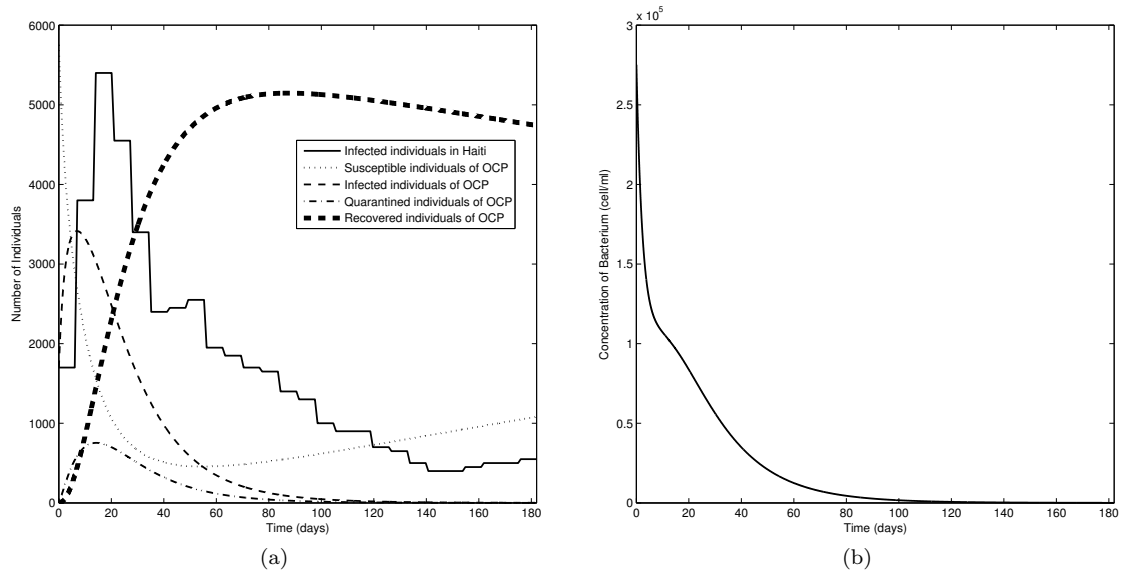 6000
5000
4000
3000
2000
1000
0
0 20 40 60 80 100 120 140 160 180
Number of Individuals
Time (days)
Infected individuals in Haiti
Susceptible individuals of OCP
Infected individuals of OCP
Quarantined individuals of OCP
Recovered individuals of OCP
(a)
x 10^5
3
2.5
2
1.5
1
0.5
0
0 20 40 60 80 100 120 140 160 180
Concentration of Bacterium (cell/ml)
Time (days)
(b)